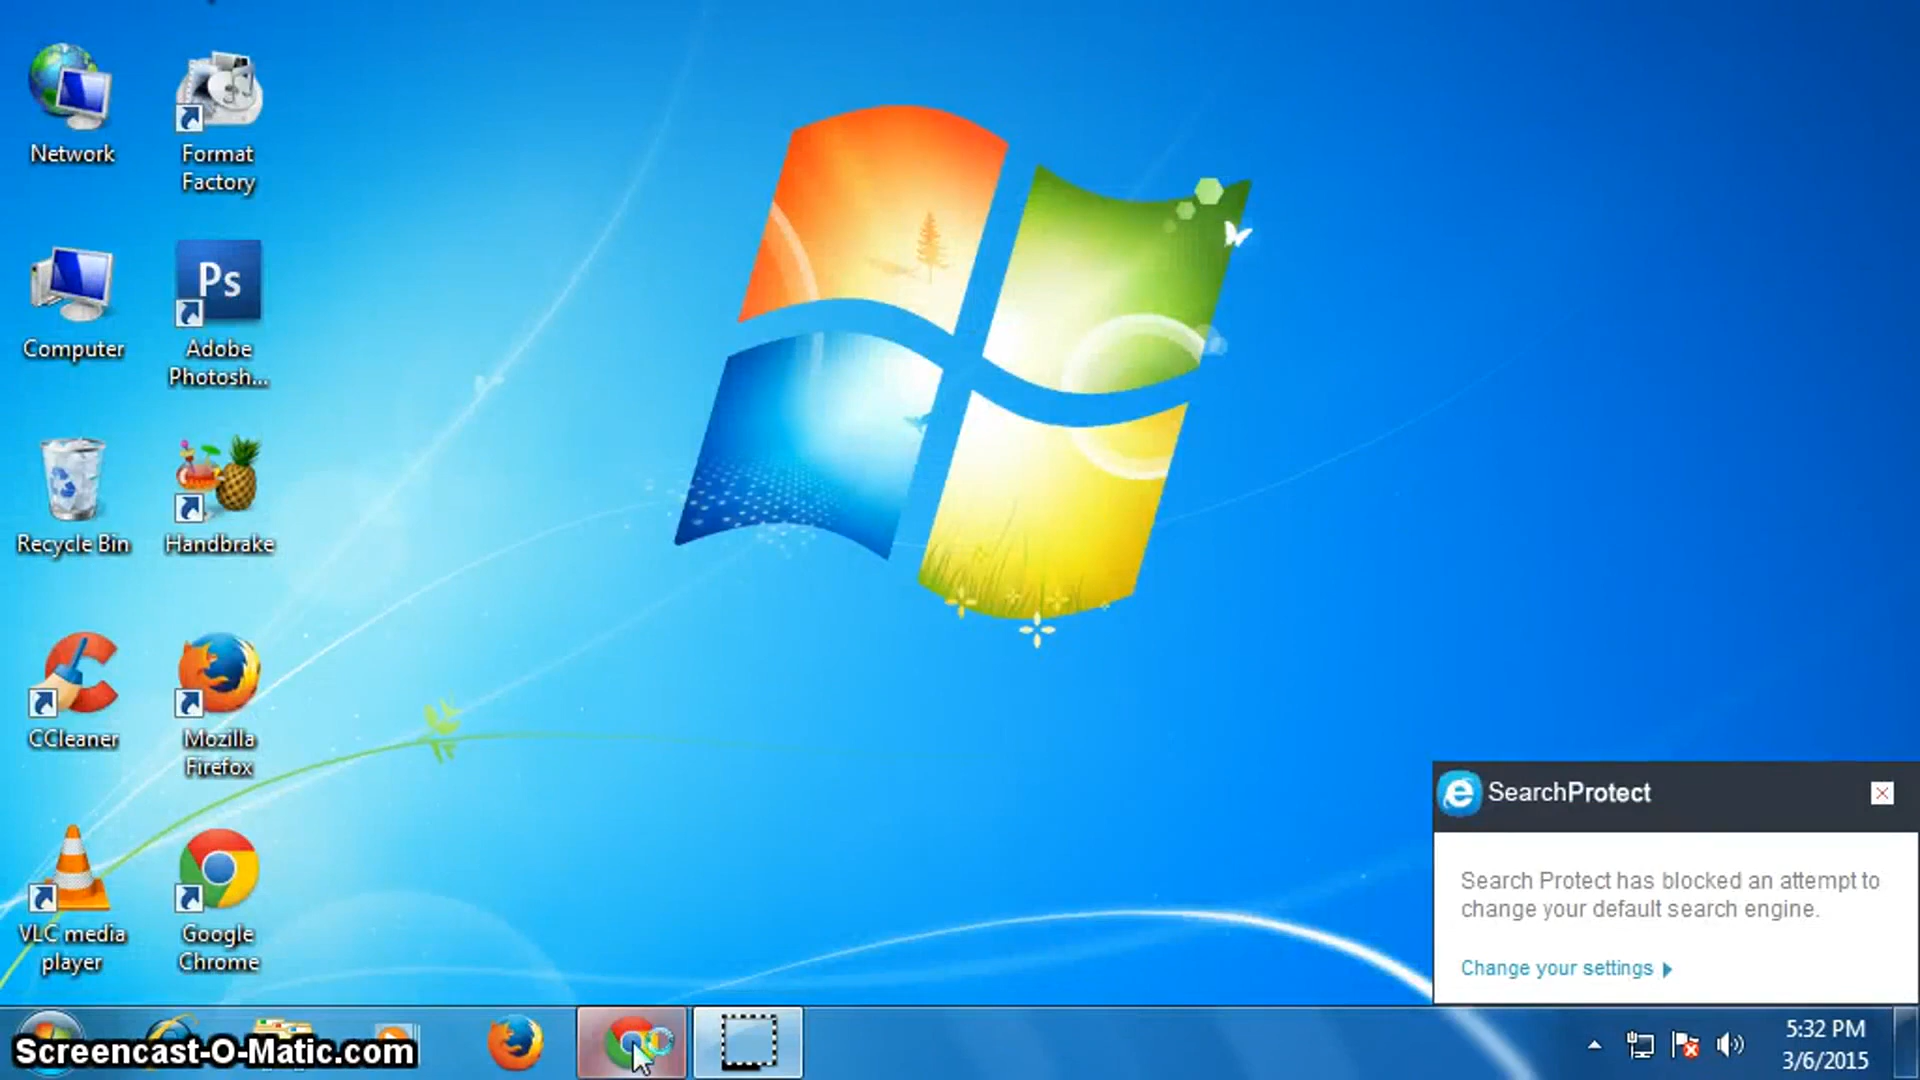 Network
Format
Factory
Computer
Ps
Adobe
Photosh...
Recycle Bin
Handbrake
CCleaner
Mozilla
Firefox
VLC media
player
Google
Chrome
SearchProtect
Search Protect has blocked an attempt to
change your default search engine.
Change your settings
Screencast-O-Matic.com
5:32 PM
3/6/2015